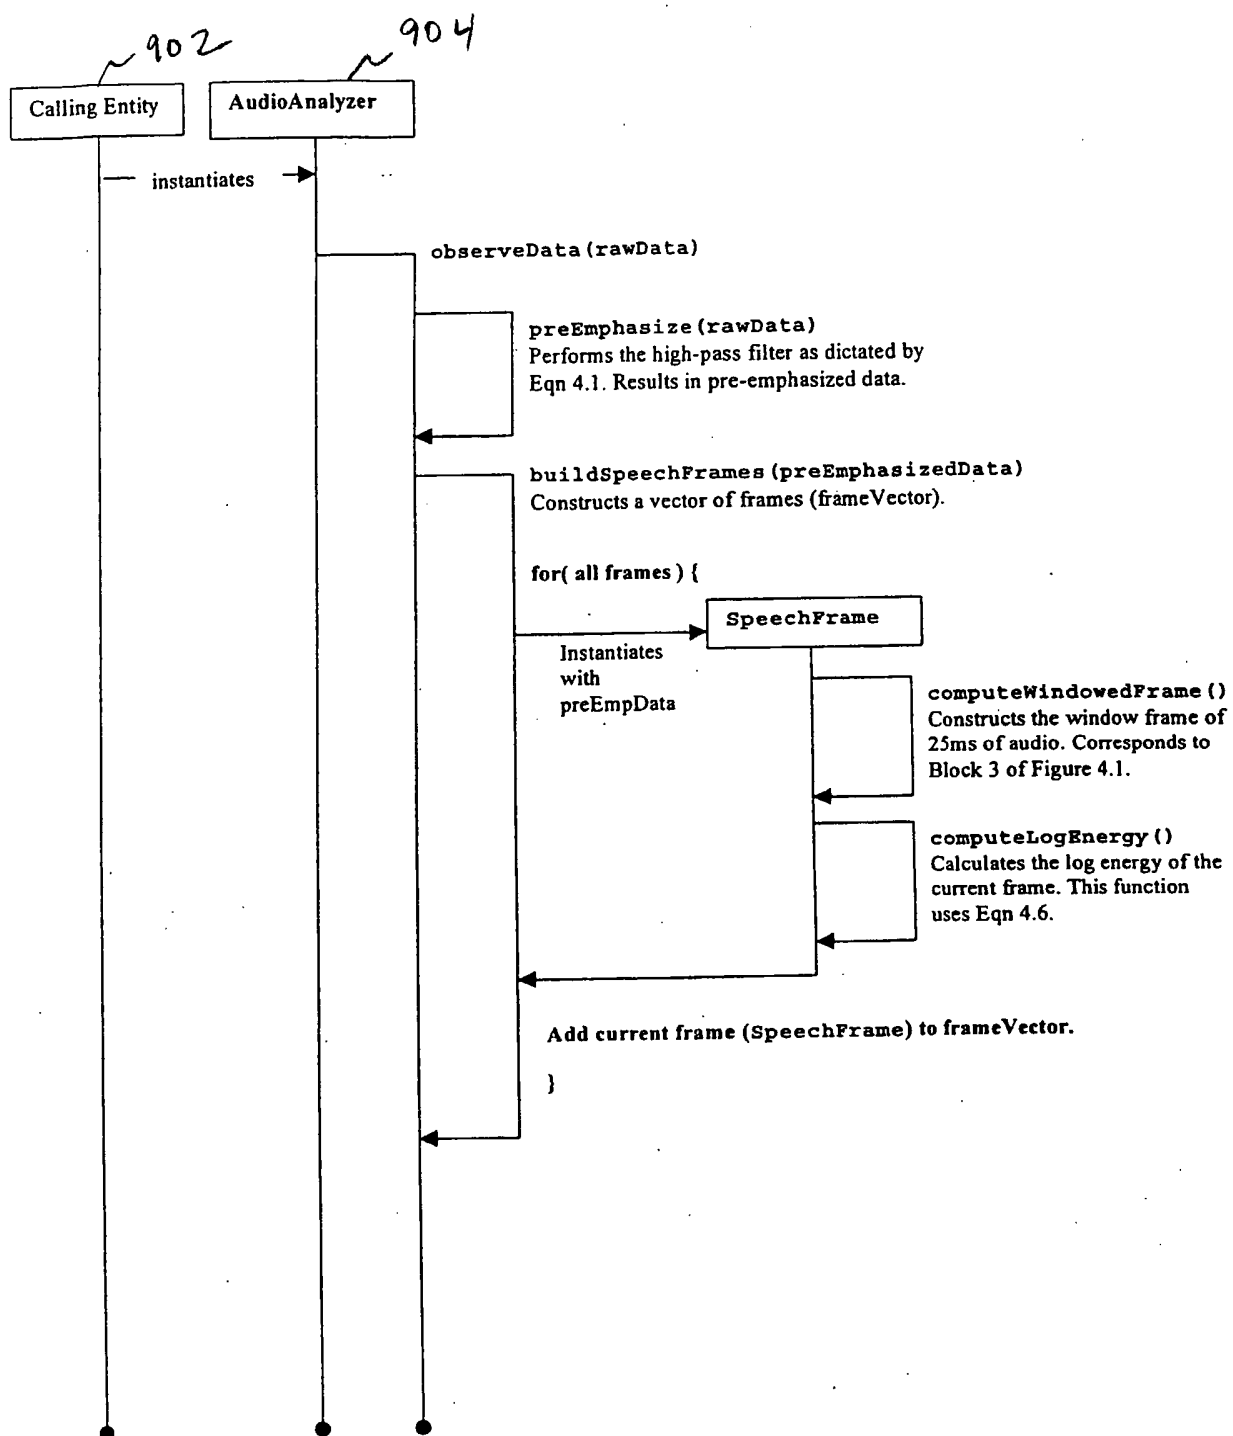 902
904
Calling Entity
AudioAnalyzer
instantiates
observeData(rawData)
preEmphasize(rawData)
Performs the high-pass filter as dictated by
Eqn 4.1. Results in pre-emphasized data.
buildSpeechFrames(preEmphasizedData)
Constructs a vector of frames (frameVector).
for( all frames ) {
SpeechFrame
Instantiates
with
preEmpData
computeWindowedFrame()
Constructs the window frame of
25ms of audio. Corresponds to
Block 3 of Figure 4.1.
computeLogEnergy()
Calculates the log energy of the
current frame. This function
uses Eqn 4.6.
Add current frame (SpeechFrame) to frameVector.
}